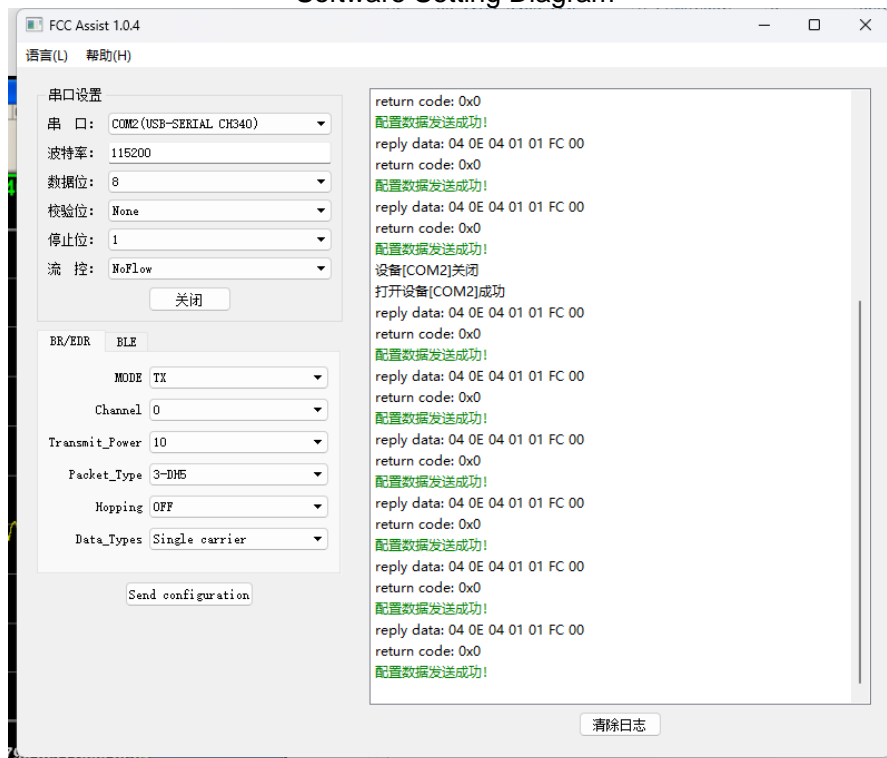 Software Setting Diagram
FCC Assist 1.0.4
语言(L) 帮助(H)
串口设置
串 口: COM2(USB-SERIAL CH340)
波特率: 115200
数据位: 8
校验位: None
停止位: 1
流 控: NoFlow
关闭
BR/EDR BLE
MODE TX
Channel 0
Transmit_Power 10
Packet_Type 3-DH5
Hopping OFF
Data_Types Single carrier
Send configuration
return code: 0x0
配置数据发送成功!
reply data: 04 0E 04 01 01 FC 00
return code: 0x0
配置数据发送成功!
reply data: 04 0E 04 01 01 FC 00
return code: 0x0
配置数据发送成功!
设备[COM2]关闭
打开设备[COM2]成功
reply data: 04 0E 04 01 01 FC 00
return code: 0x0
配置数据发送成功!
reply data: 04 0E 04 01 01 FC 00
return code: 0x0
配置数据发送成功!
reply data: 04 0E 04 01 01 FC 00
return code: 0x0
配置数据发送成功!
reply data: 04 0E 04 01 01 FC 00
return code: 0x0
配置数据发送成功!
reply data: 04 0E 04 01 01 FC 00
return code: 0x0
配置数据发送成功!
reply data: 04 0E 04 01 01 FC 00
return code: 0x0
配置数据发送成功!
清除日志